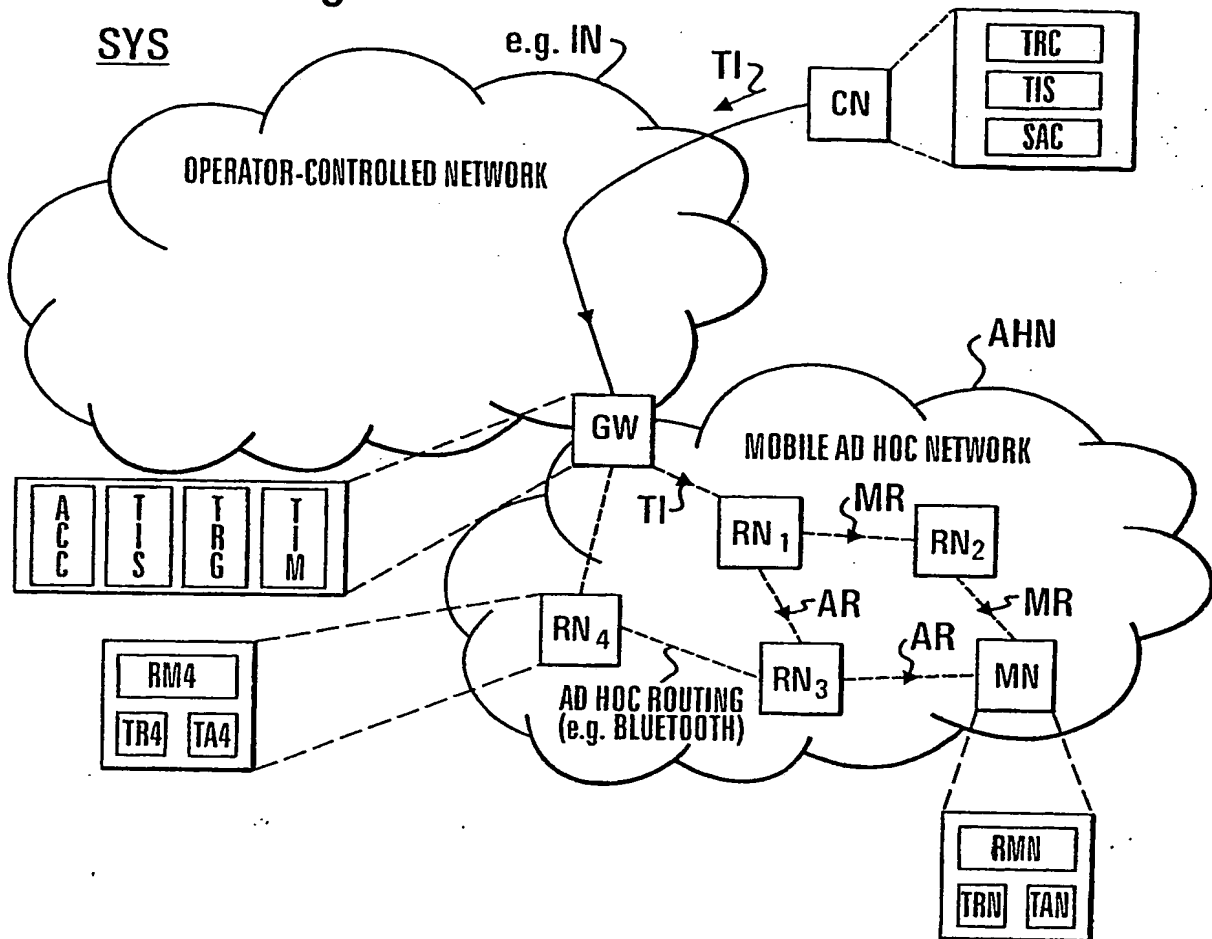 SYS
e.g. IN
TI2
CN
TRC
TIS
SAC
OPERATOR-CONTROLLED NETWORK
AHN
GW
MOBILE AD HOC NETWORK
ACC
TIS
TRG
TIM
TI
RN1
MR
RN2
AR
MR
RN4
AR
RN3
MN
RM4
TR4
TA4
AD HOC ROUTING
(e.g. BLUETOOTH)
RMN
TRN
TAN